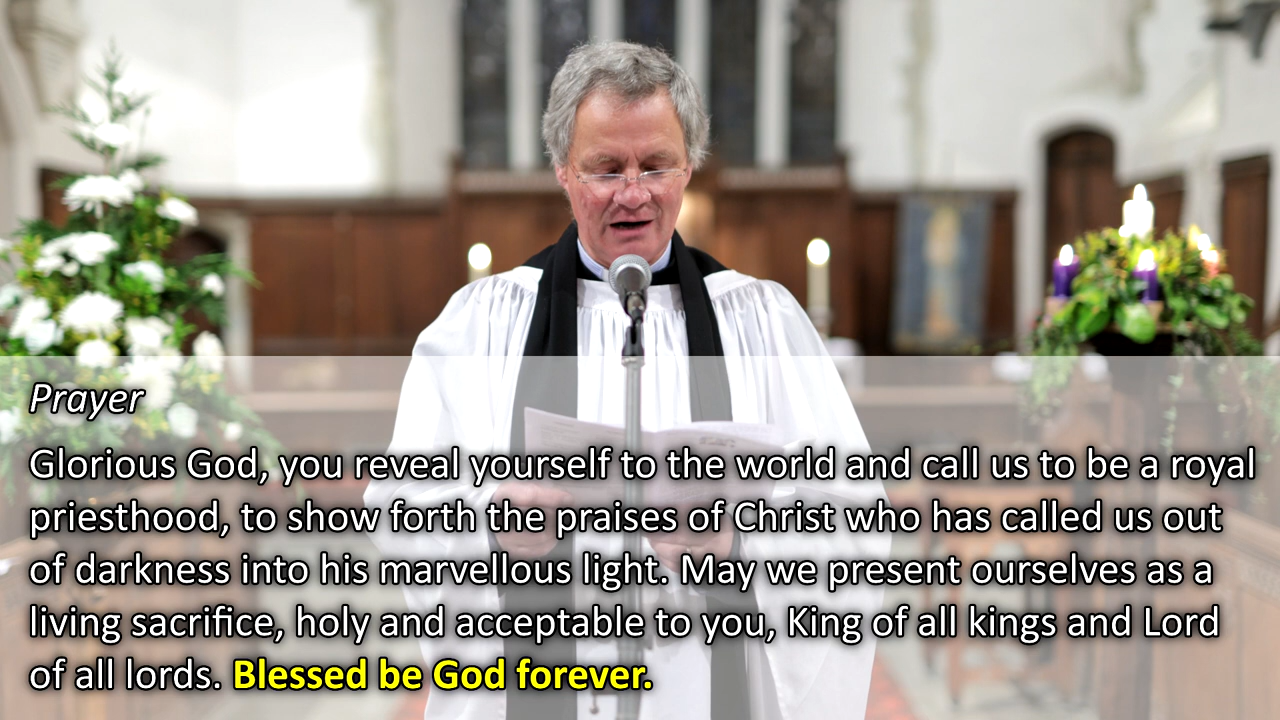 Prayer
Glorious God, you reveal yourself to the world and call us to be a royal
priesthood, to show forth the praises of Christ who has called us out
of darkness into his marvellous light. May we present ourselves as a
living sacrifice, holy and acceptable to you, King of all kings and Lord
of all lords. Blessed be God forever.